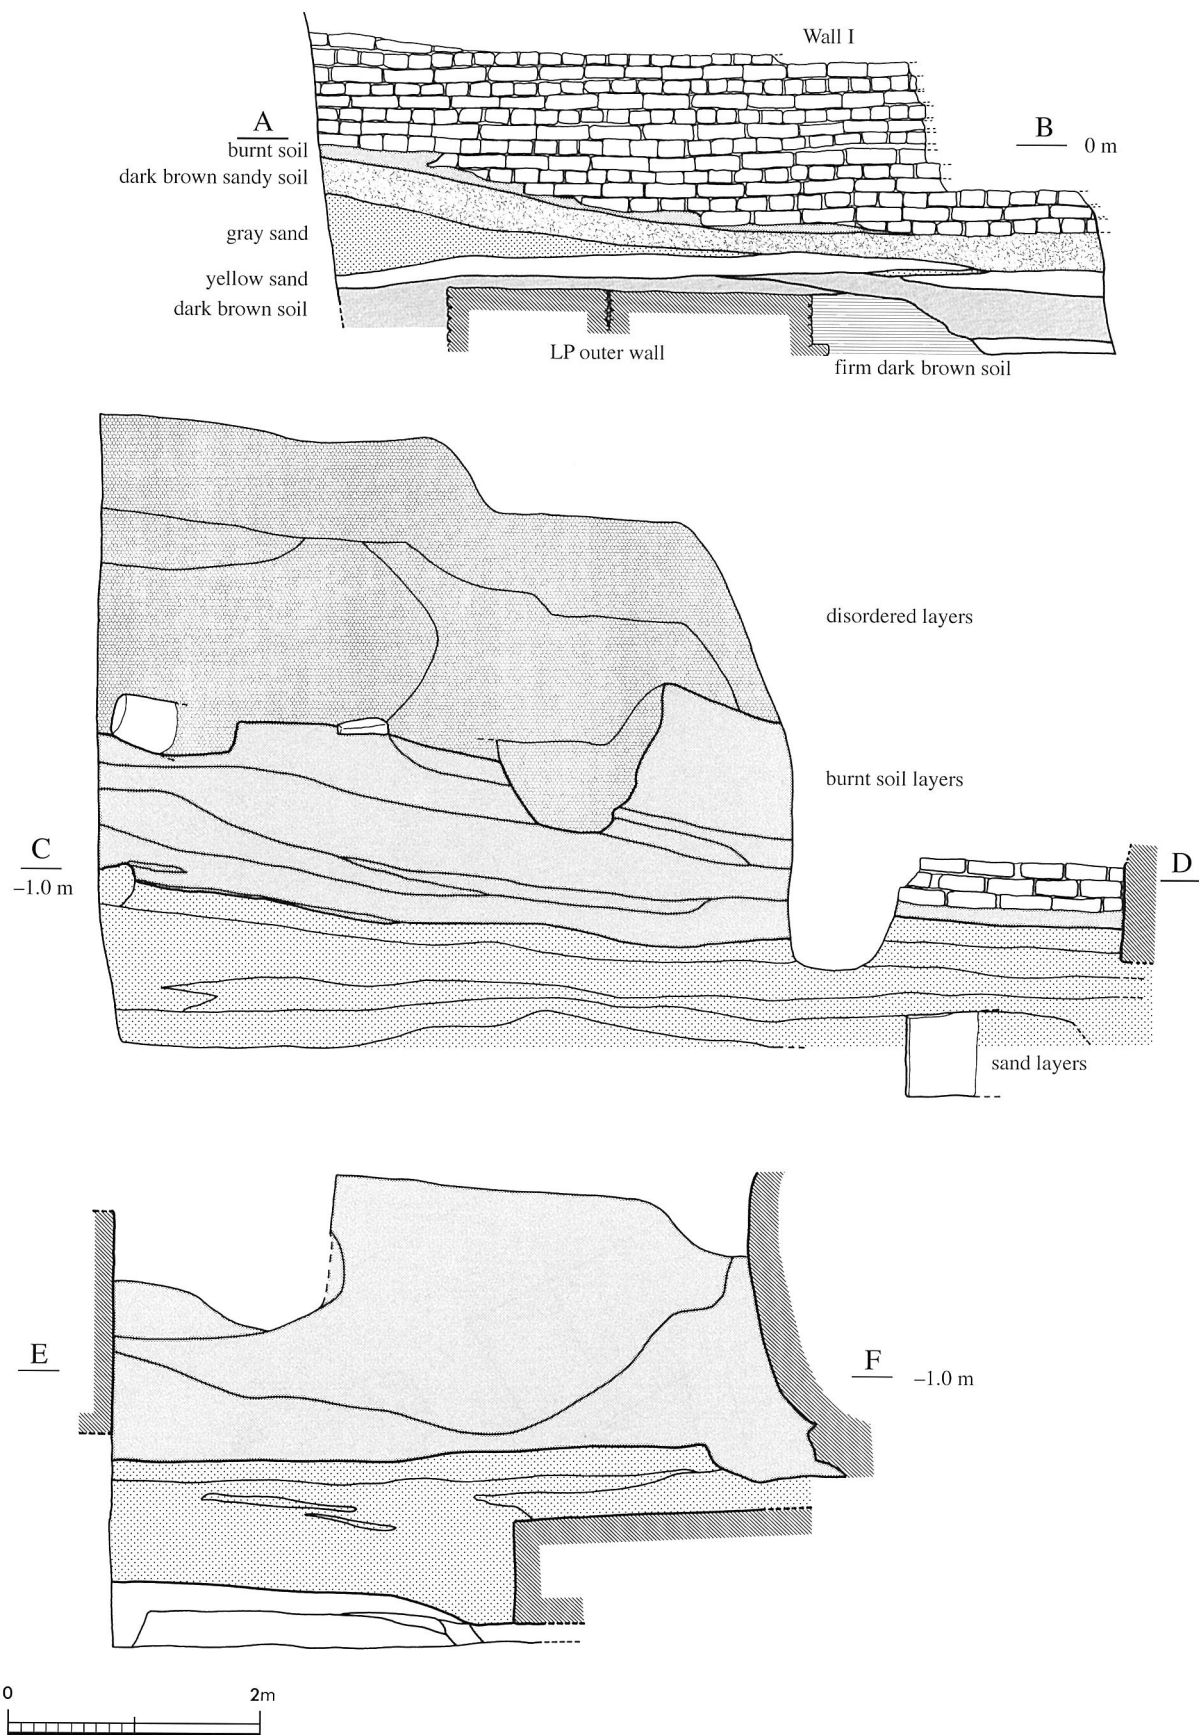 Wall I
A
B
0 m
burnt soil
dark brown sandy soil
gray sand
yellow sand
dark brown soil
LP outer wall
firm dark brown soil
disordered layers
burnt soil layers
C
–1.0 m
D
sand layers
E
F
–1.0 m
0
2m